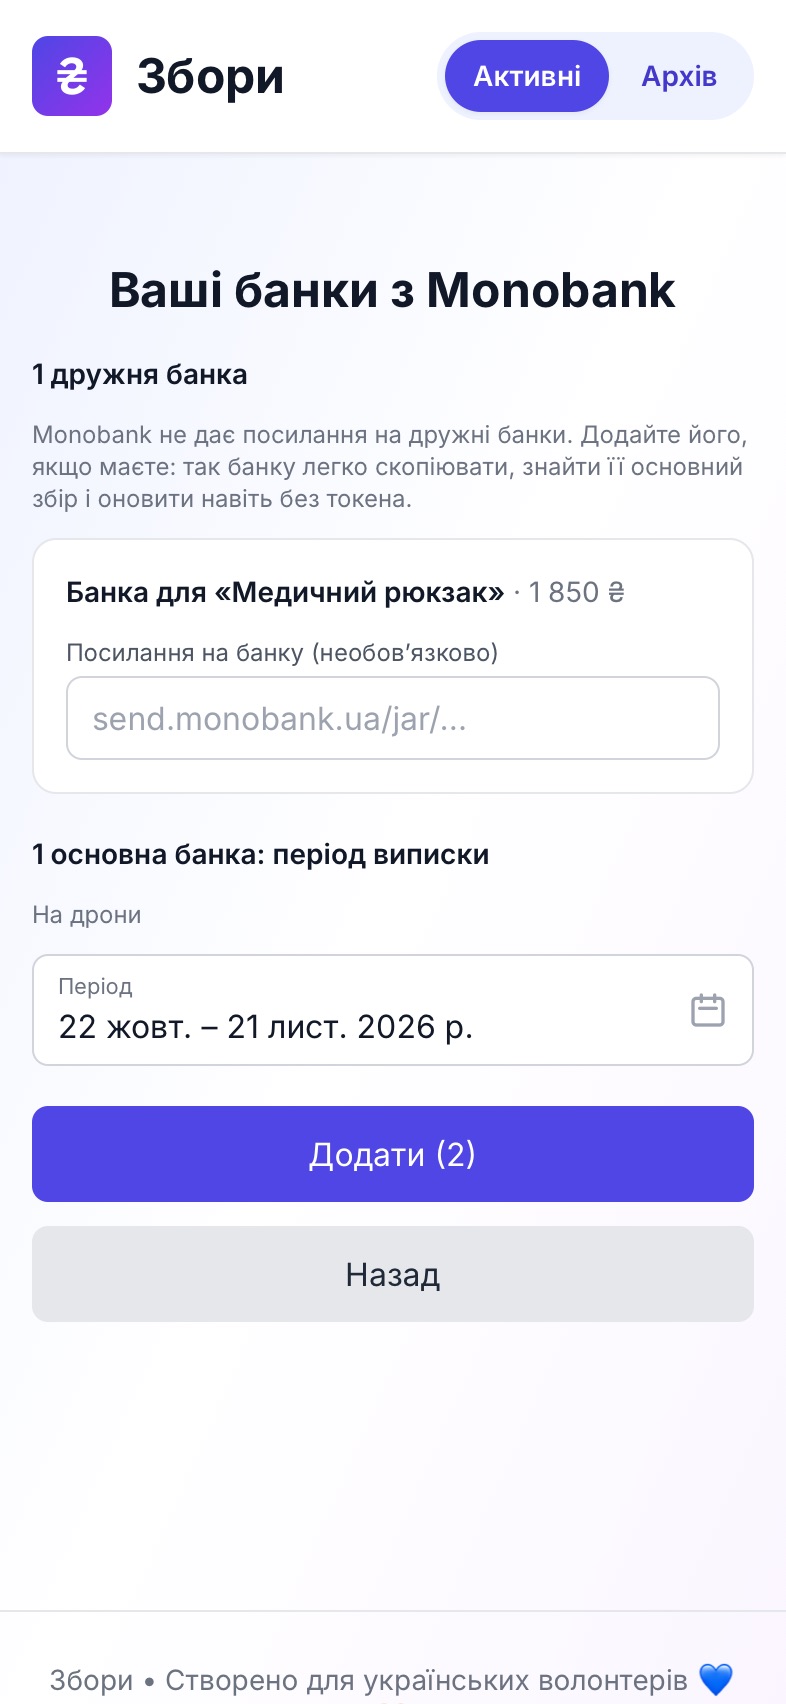 ₴ Збори Активні Архів
Ваші банки з Monobank
1 дружня банка
Monobank не дає посилання на дружні банки. Додайте його,
якщо маєте: так банку легко скопіювати, знайти її основний
збір і оновити навіть без токена.
Банка для «Медичний рюкзак» · 1 850 ₴
Посилання на банку (необов’язково)
send.monobank.ua/jar/...
1 основна банка: період виписки
На дрони
Період
22 жовт. – 21 лист. 2026 р.
Додати (2)
Назад
Збори • Створено для українських волонтерів 💙